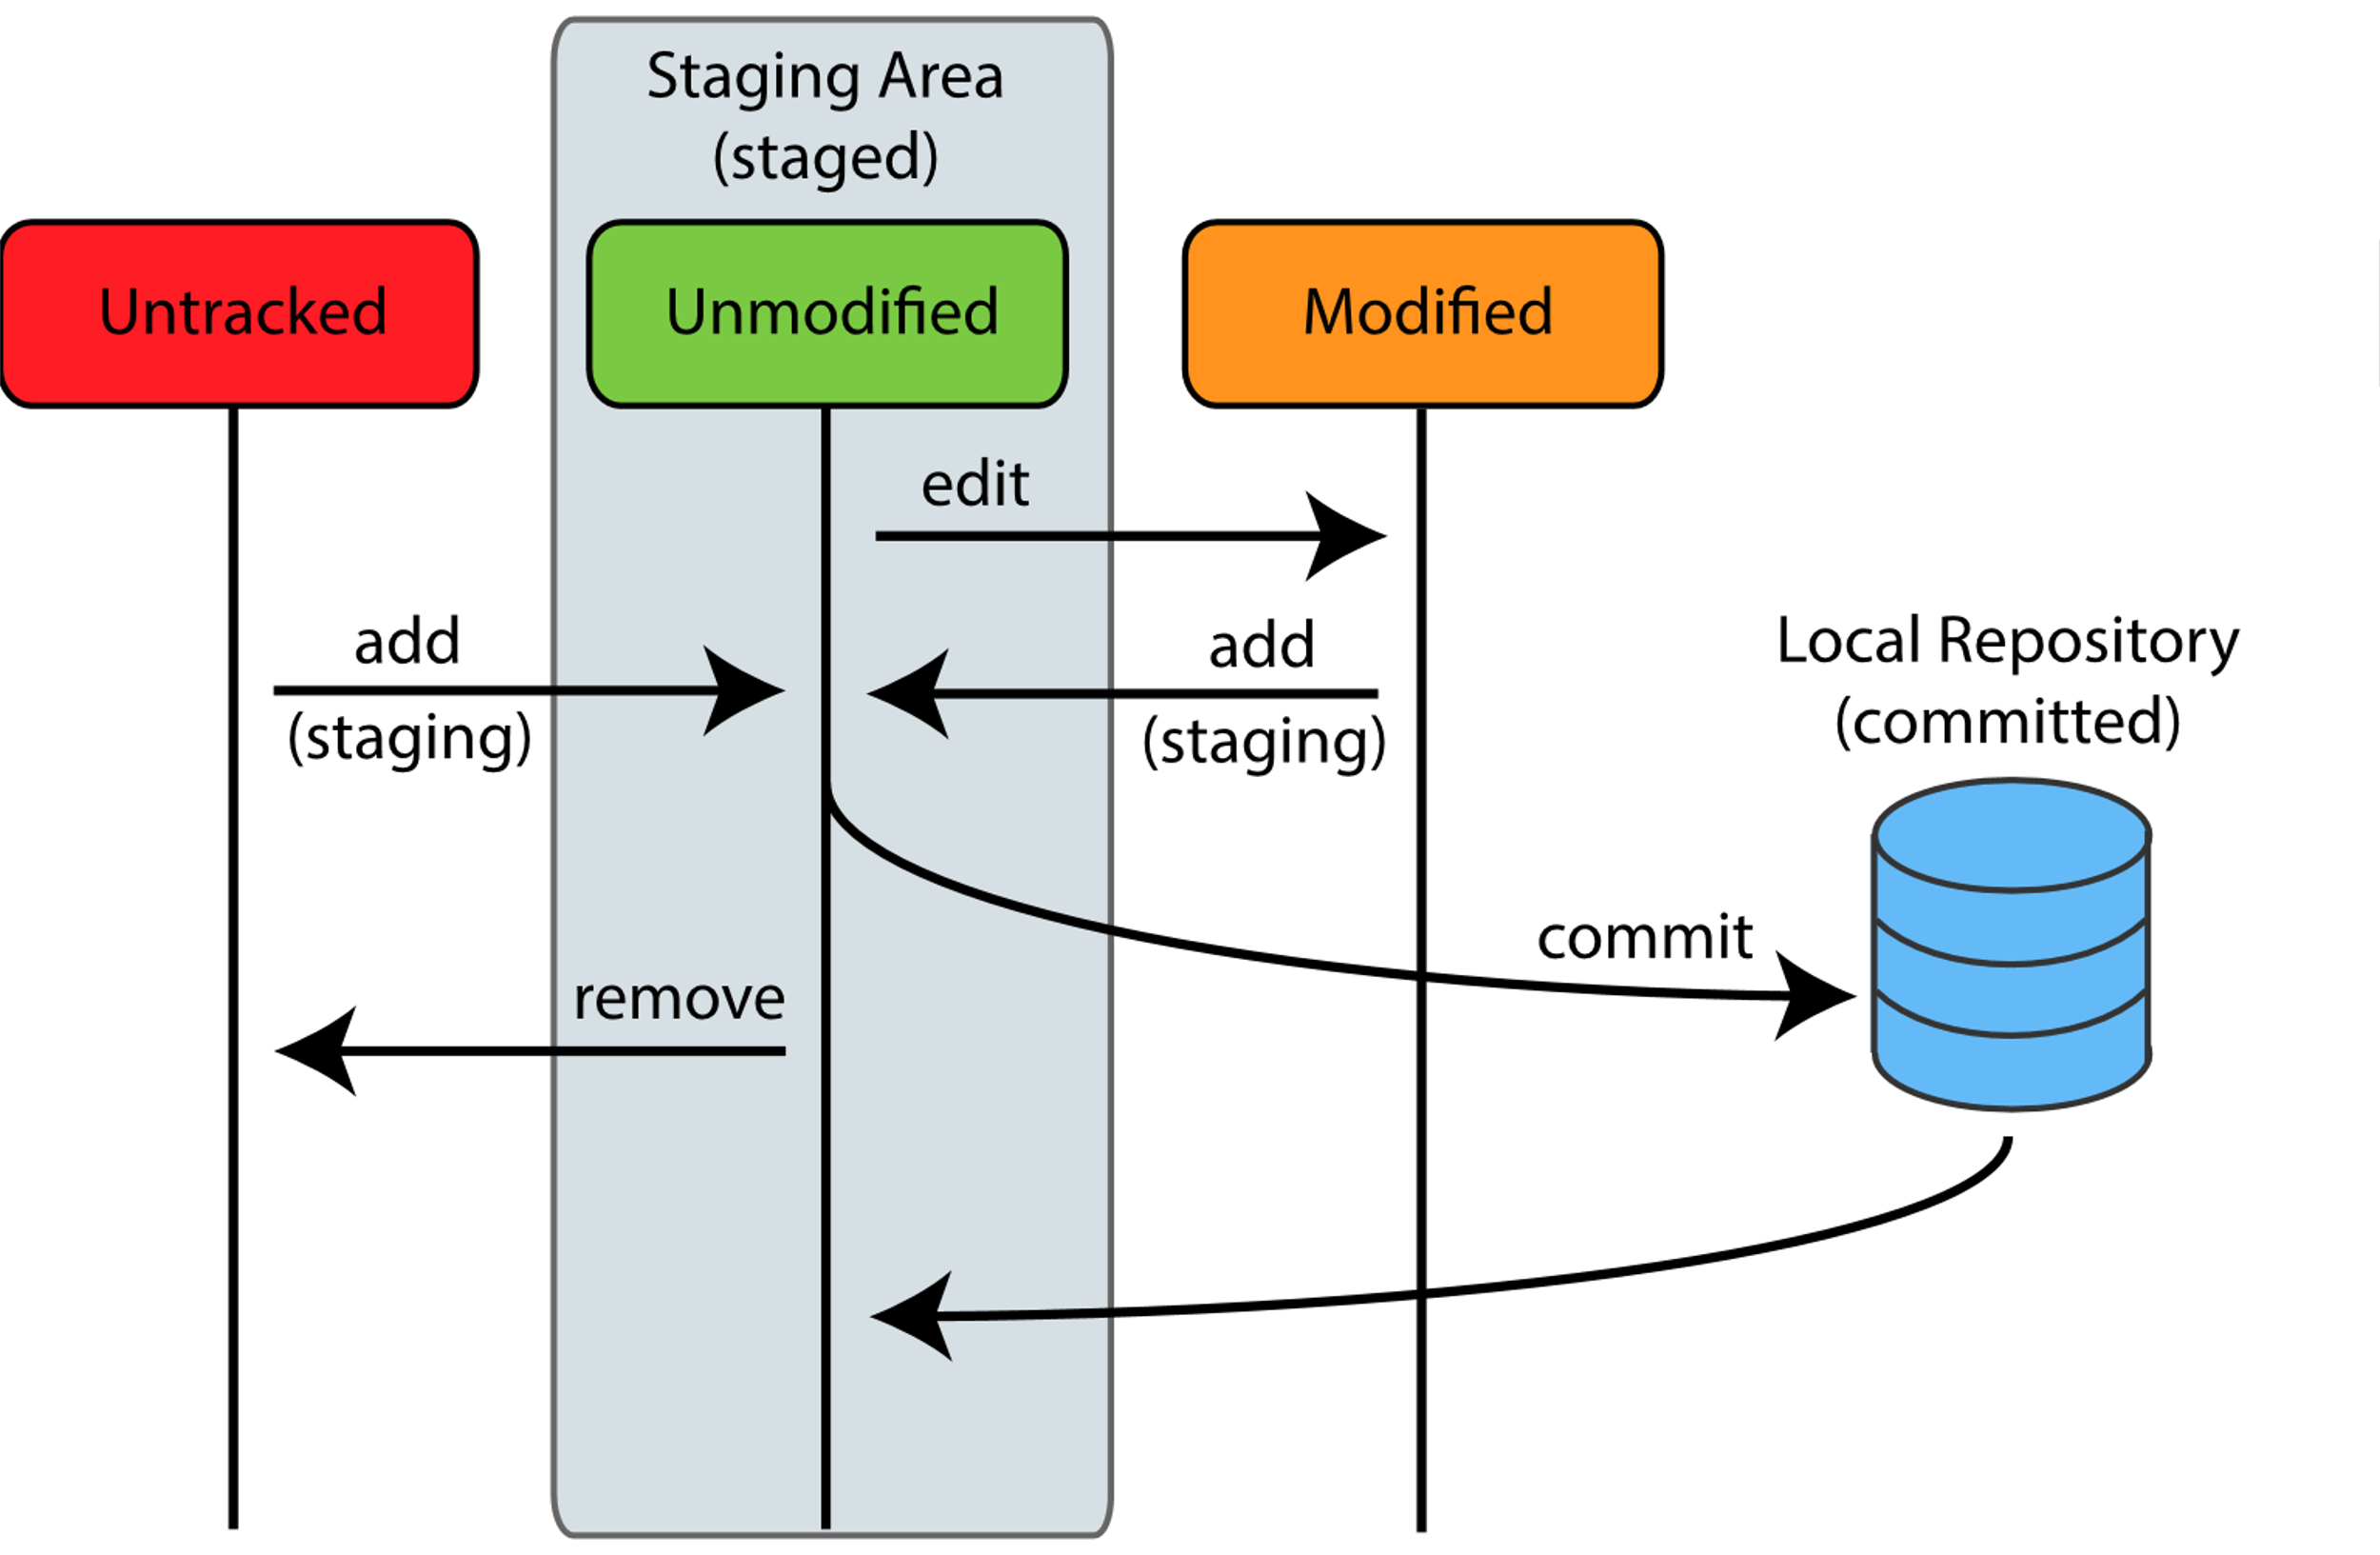 Staging Area
(staged)
Untracked
Unmodified
Modified
edit
add
(staging)
add
(staging)
Local Repository
(committed)
commit
remove